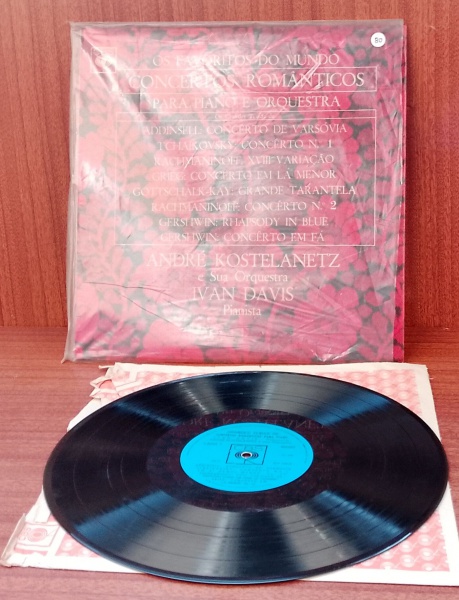 80
OS FAVORITOS DO MUNDO
CONCERTOS ROMÂNTICOS
PARA PIANO E ORQUESTRA
ADDINSELL: CONCERTO DE VARSÓVIA
TCHAIKOVSKY: CONCERTO N. 1
RACHMANINOFF: XVIII VARIAÇÃO
GRIEG: CONCERTO EM LÁ MENOR
GOTTSCHALK-KAY: GRANDE TARANTELA
RACHMANINOFF: CONCERTO N. 2
GERSHWIN: RHAPSODY IN BLUE
GERSHWIN: CONCERTO EM FÁ
ANDRÉ KOSTELANETZ
e Sua Orquestra
IVAN DAVIS
Pianista